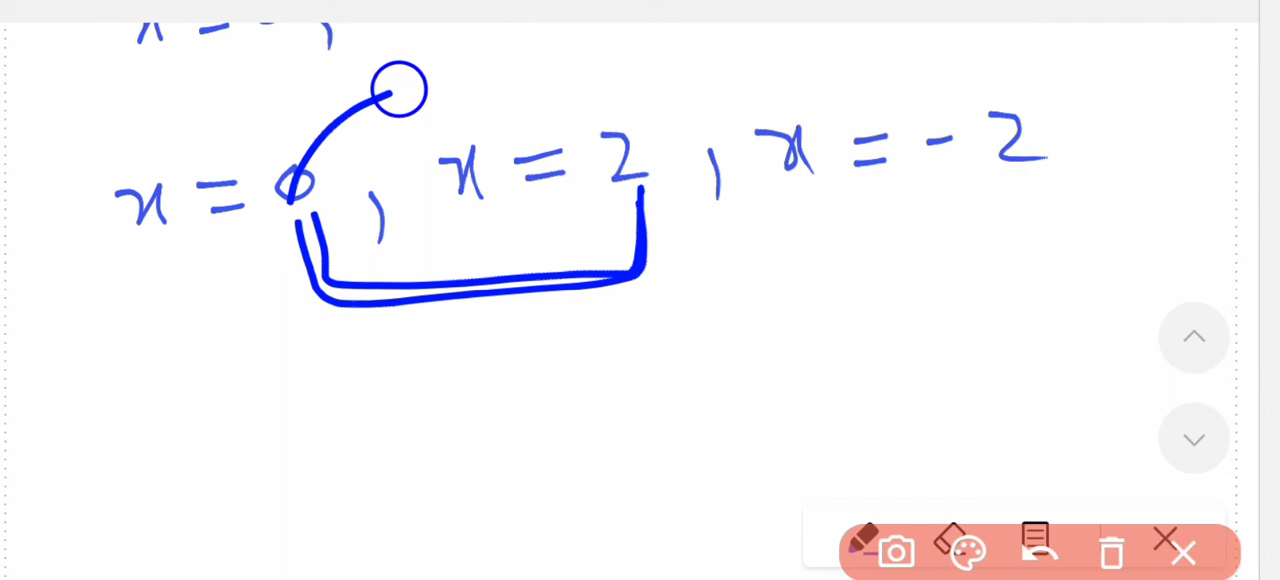 x = 0 , x = 2 , x = - 2